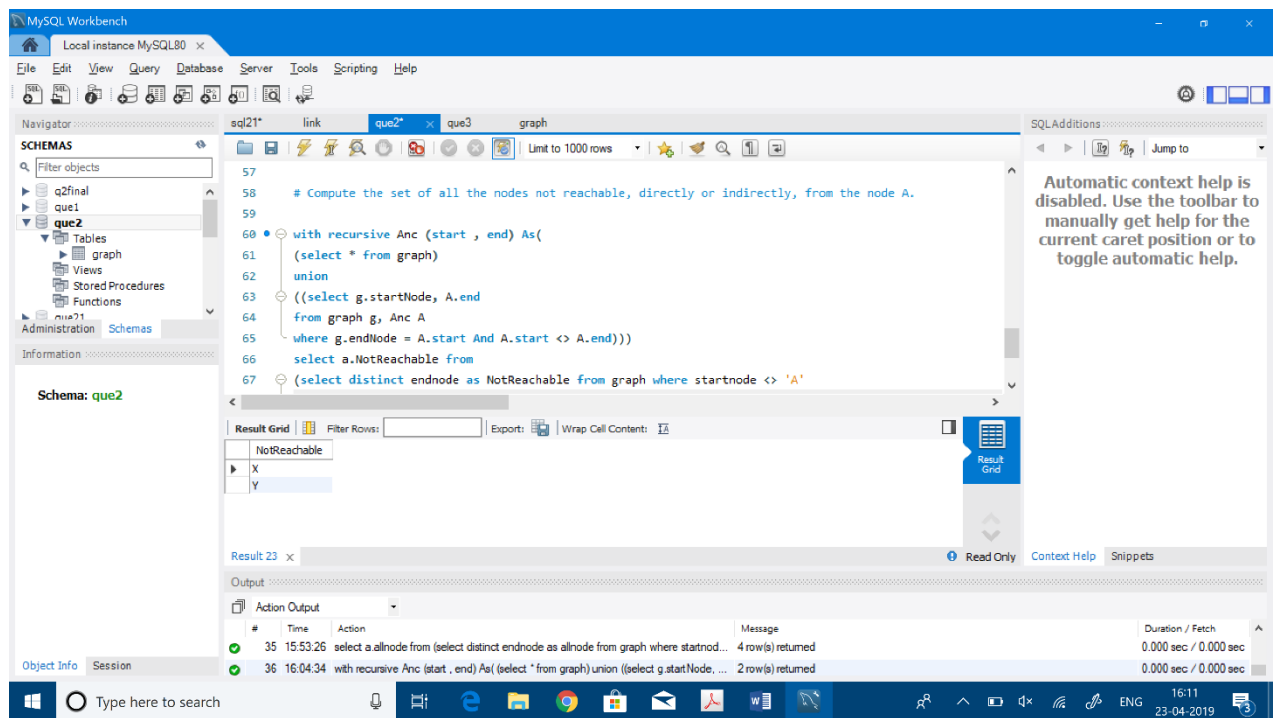 MySQL Workbench
Local instance MySQL80
File Edit View Query Database Server Tools Scripting Help
Navigator
SCHEMAS
Filter objects
q2final
que1
que2
Tables
graph
Views
Stored Procedures
Functions
que21
Administration Schemas
Information
Schema: que2
Object Info Session
sql21* link que2* que3 graph
Limit to 1000 rows
57
58 # Compute the set of all the nodes not reachable, directly or indirectly, from the node A.
59
60 with recursive Anc (start , end) As(
61 (select * from graph)
62 union
63 ((select g.startNode, A.end
64 from graph g, Anc A
65 where g.endNode = A.start And A.start <> A.end)))
66 select a.NotReachable from
67 (select distinct endnode as NotReachable from graph where startnode <> 'A'
Result Grid Filter Rows: Export: Wrap Cell Content:
NotReachable
X
Y
Result Grid
Result 23
Read Only
SQLAdditions
Jump to
Automatic context help is
disabled. Use the toolbar to
manually get help for the
current caret position or to
toggle automatic help.
Context Help Snippets
Output
Action Output
# Time Action Message Duration / Fetch
35 15:53:26 select a.allnode from (select distinct endnode as allnode from graph where startnod... 4 row(s) returned 0.000 sec / 0.000 sec
36 16:04:34 with recursive Anc (start , end) As( (select * from graph) union ((select g.startNode, ... 2 row(s) returned 0.000 sec / 0.000 sec
Type here to search
ENG
16:11
23-04-2019
3